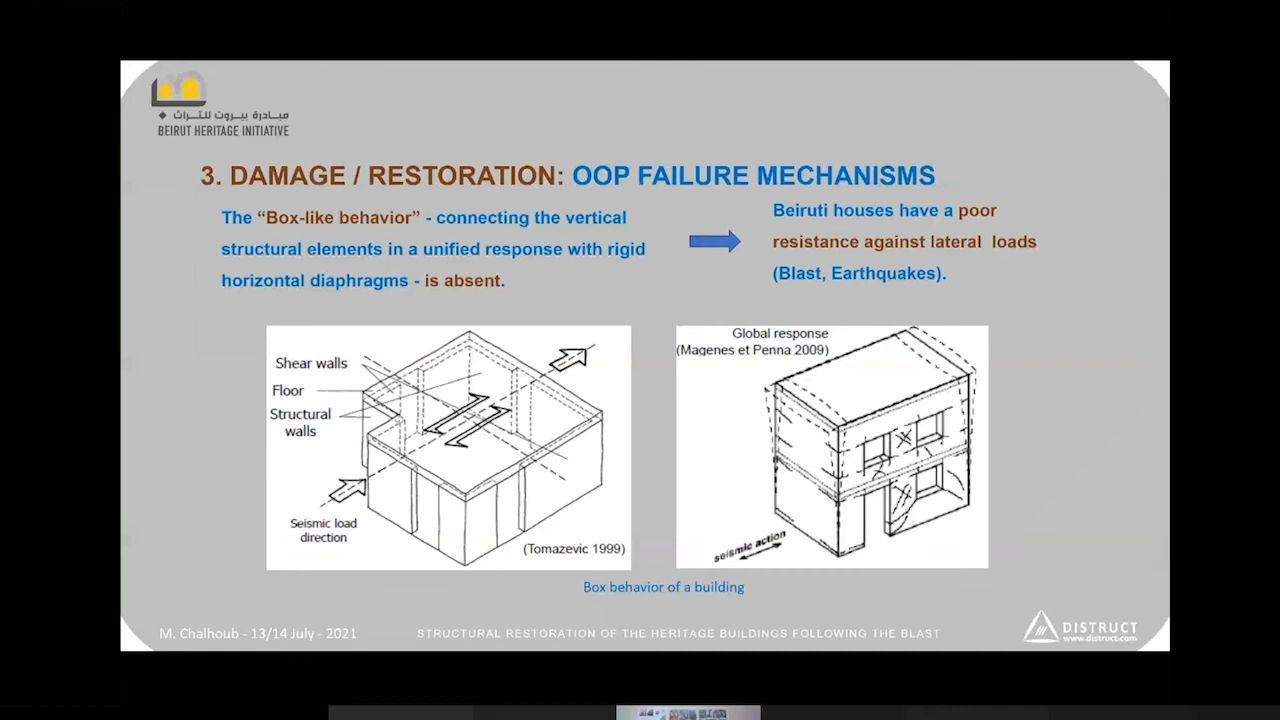 مبادرة بيروت للتراث
BEIRUT HERITAGE INITIATIVE
3. DAMAGE / RESTORATION: OOP FAILURE MECHANISMS
The “Box-like behavior” - connecting the vertical
structural elements in a unified response with rigid
horizontal diaphragms - is absent.
Beiruti houses have a poor
resistance against lateral loads
(Blast, Earthquakes).
Shear walls
Floor
Structural
walls
Seismic load
direction
(Tomazevic 1999)
Global response
(Magenes et Penna 2009)
seismic action
Box behavior of a building
M. Chalhoub - 13/14 July - 2021
STRUCTURAL RESTORATION OF THE HERITAGE BUILDINGS FOLLOWING THE BLAST
DISTRUCT
www.distruct.com